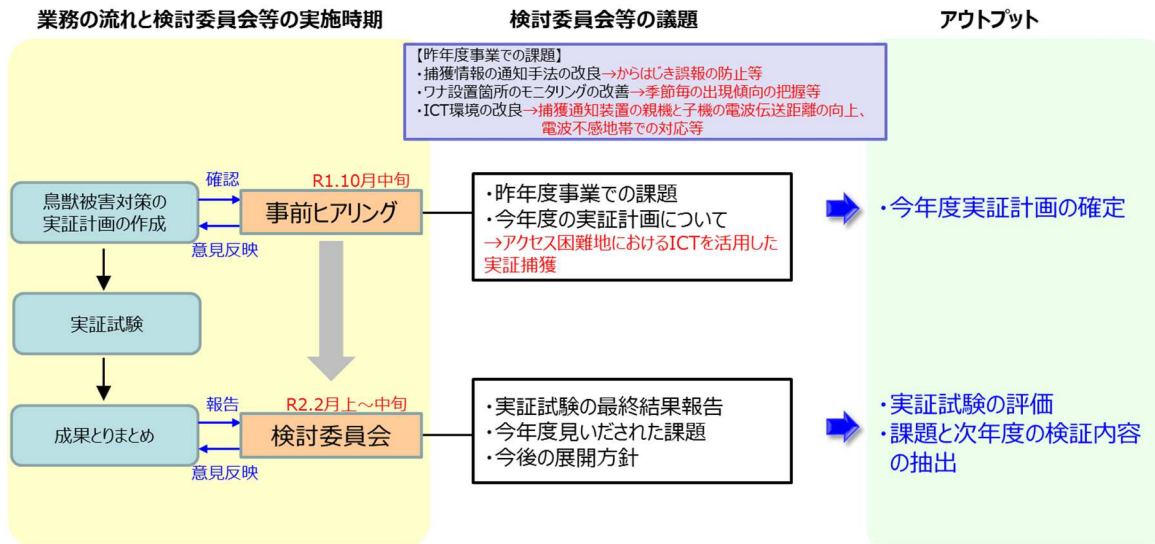 業務の流れと検討委員会等の実施時期
検討委員会等の議題
アウトプット
【昨年度事業での課題】
・捕獲情報の通知手法の改良→からはじき誤報の防止等
・ワナ設置箇所のモニタリングの改善→季節毎の出現傾向の把握等
・ICT環境の改良→捕獲通知装置の親機と子機の電波伝送距離の向上、
電波不感地帯での対応等
鳥獣被害対策の
実証計画の作成
確認
意見反映
R1.10月中旬
事前ヒアリング
・昨年度事業での課題
・今年度の実証計画について
→アクセス困難地におけるICTを活用した
実証捕獲
・今年度実証計画の確定
実証試験
成果とりまとめ
報告
意見反映
R2.2月上～中旬
検討委員会
・実証試験の最終結果報告
・今年度見いだされた課題
・今後の展開方針
・実証試験の評価
・課題と次年度の検証内容
の抽出